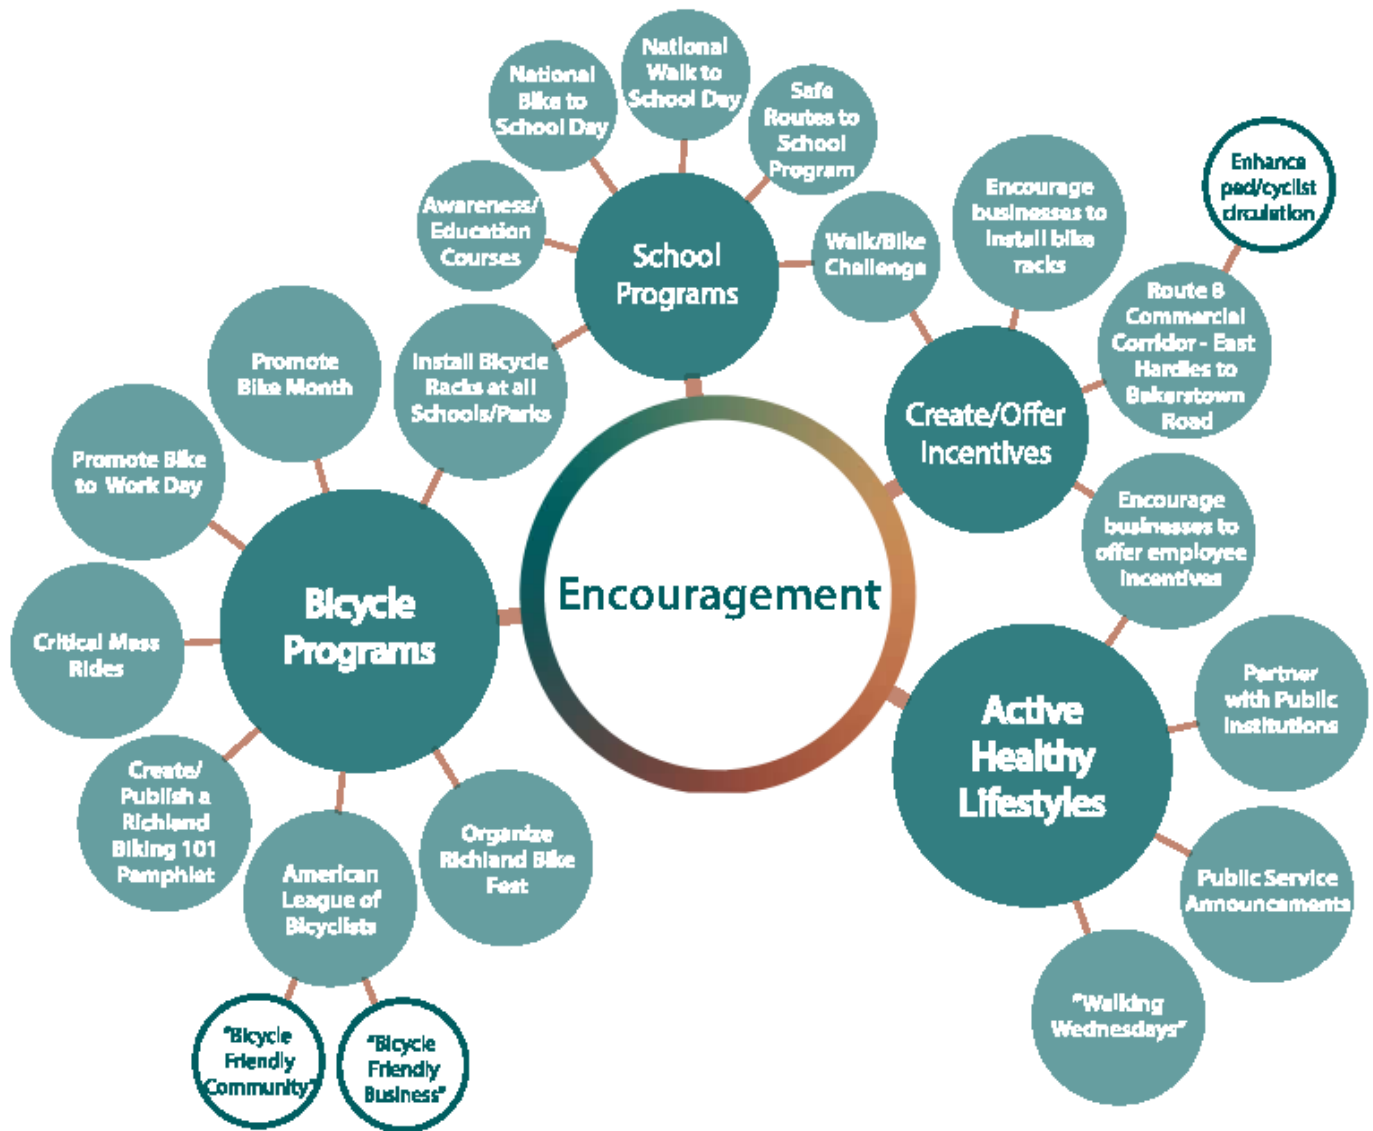 National
Walk to
School Day
National
Bike to
School Day
Safe
Routes to
School
Program
Awareness/
Education
Courses
School
Programs
Walk/Bike
Challenge
Encourage
businesses to
install bike
racks
Enhance
ped/cyclist
circulation
Route 8
Commercial
Corridor - East
Hardies to
Bakerstown
Road
Create/Offer
Incentives
Encourage
businesses to
offer employee
incentives
Install Bicycle
Racks at all
Schools/Parks
Promote
Bike Month
Promote Bike
to Work Day
Critical Mass
Rides
Bicycle
Programs
Encouragement
Active
Healthy
Lifestyles
Partner
with Public
Institutions
Public Service
Announcements
"Walking
Wednesdays"
Create/
Publish a
Richland
Biking 101
Pamphlet
American
League of
Bicyclists
Organize
Richland Bike
Fest
"Bicycle
Friendly
Community"
"Bicycle
Friendly
Business"